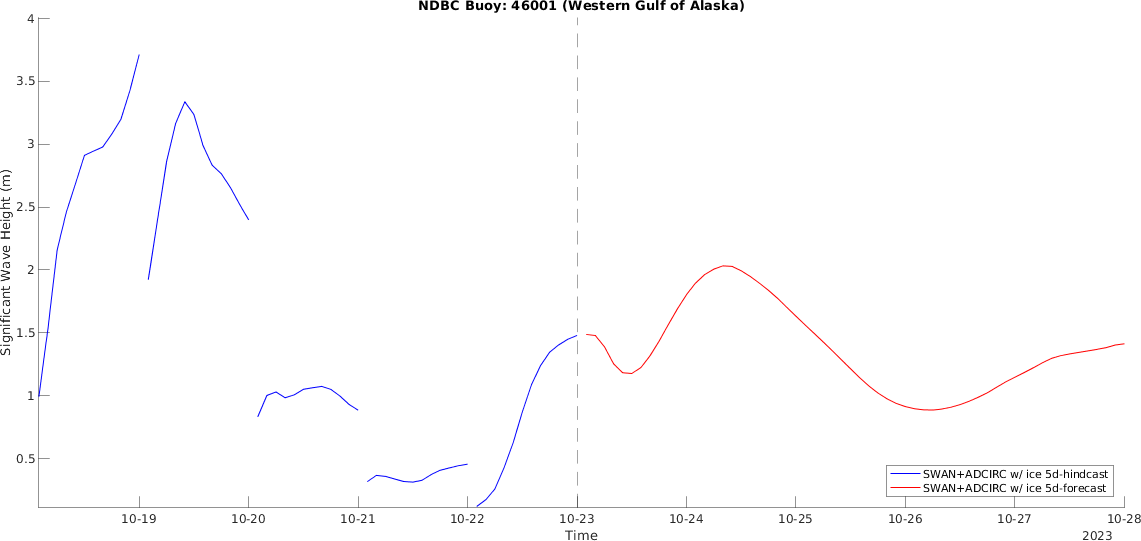 NDBC Buoy: 46001 (Western Gulf of Alaska)
4
3.5
3
2.5
2
1.5
1
0.5
Significant Wave Height (m)
SWAN+ADCIRC w/ ice 5d-hindcast
SWAN+ADCIRC w/ ice 5d-forecast
10-19 10-20 10-21 10-22 10-23 10-24 10-25 10-26 10-27 10-28
Time
2023